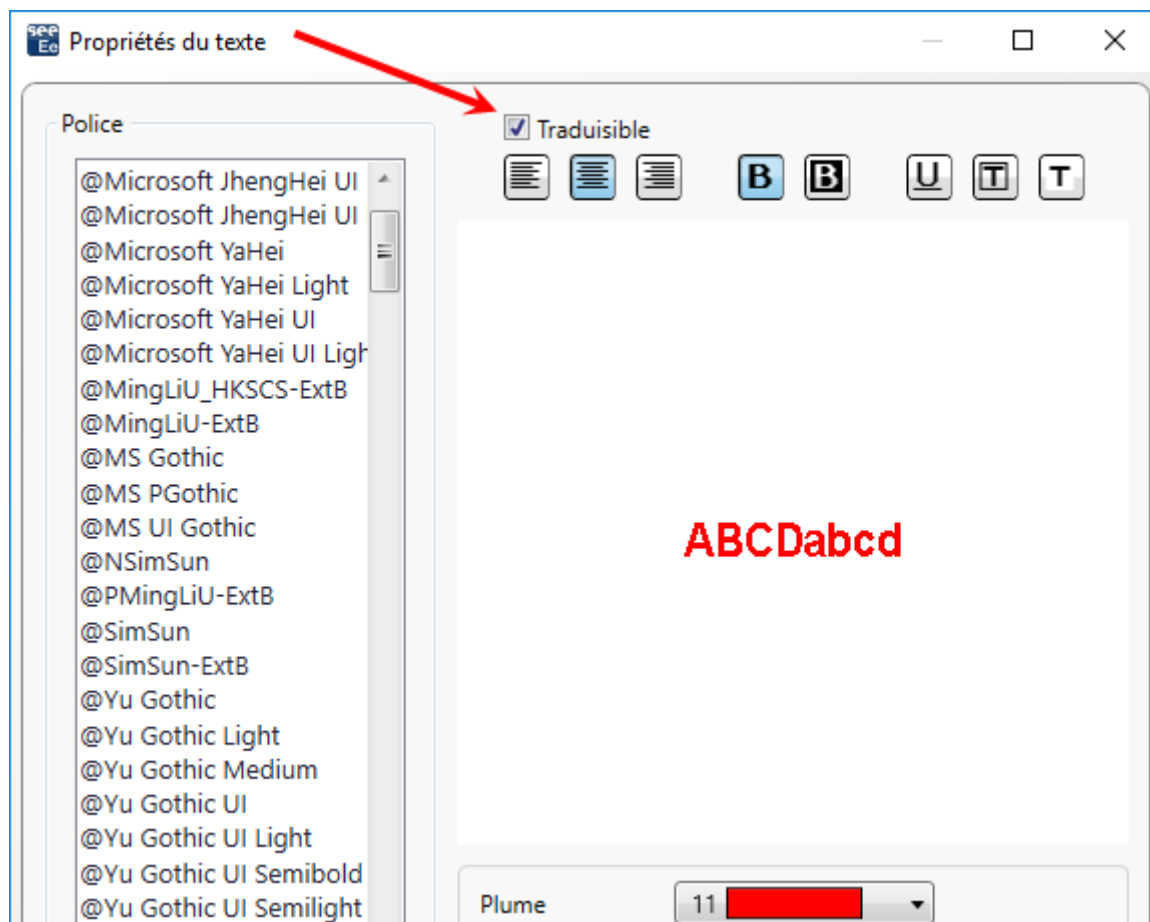 see
Ee
Propriétés du texte
Police
Traduisible
B B U T T
@Microsoft JhengHei UI
@Microsoft JhengHei UI
@Microsoft YaHei
@Microsoft YaHei Light
@Microsoft YaHei UI
@Microsoft YaHei UI Ligh
@MingLiU_HKSCS-ExtB
@MingLiU-ExtB
@MS Gothic
@MS PGothic
@MS UI Gothic
@NSimSun
@PMingLiU-ExtB
@SimSun
@SimSun-ExtB
@Yu Gothic
@Yu Gothic Light
@Yu Gothic Medium
@Yu Gothic UI
@Yu Gothic UI Light
@Yu Gothic UI Semibold
@Yu Gothic UI Semilight
ABCDabcd
Plume 11